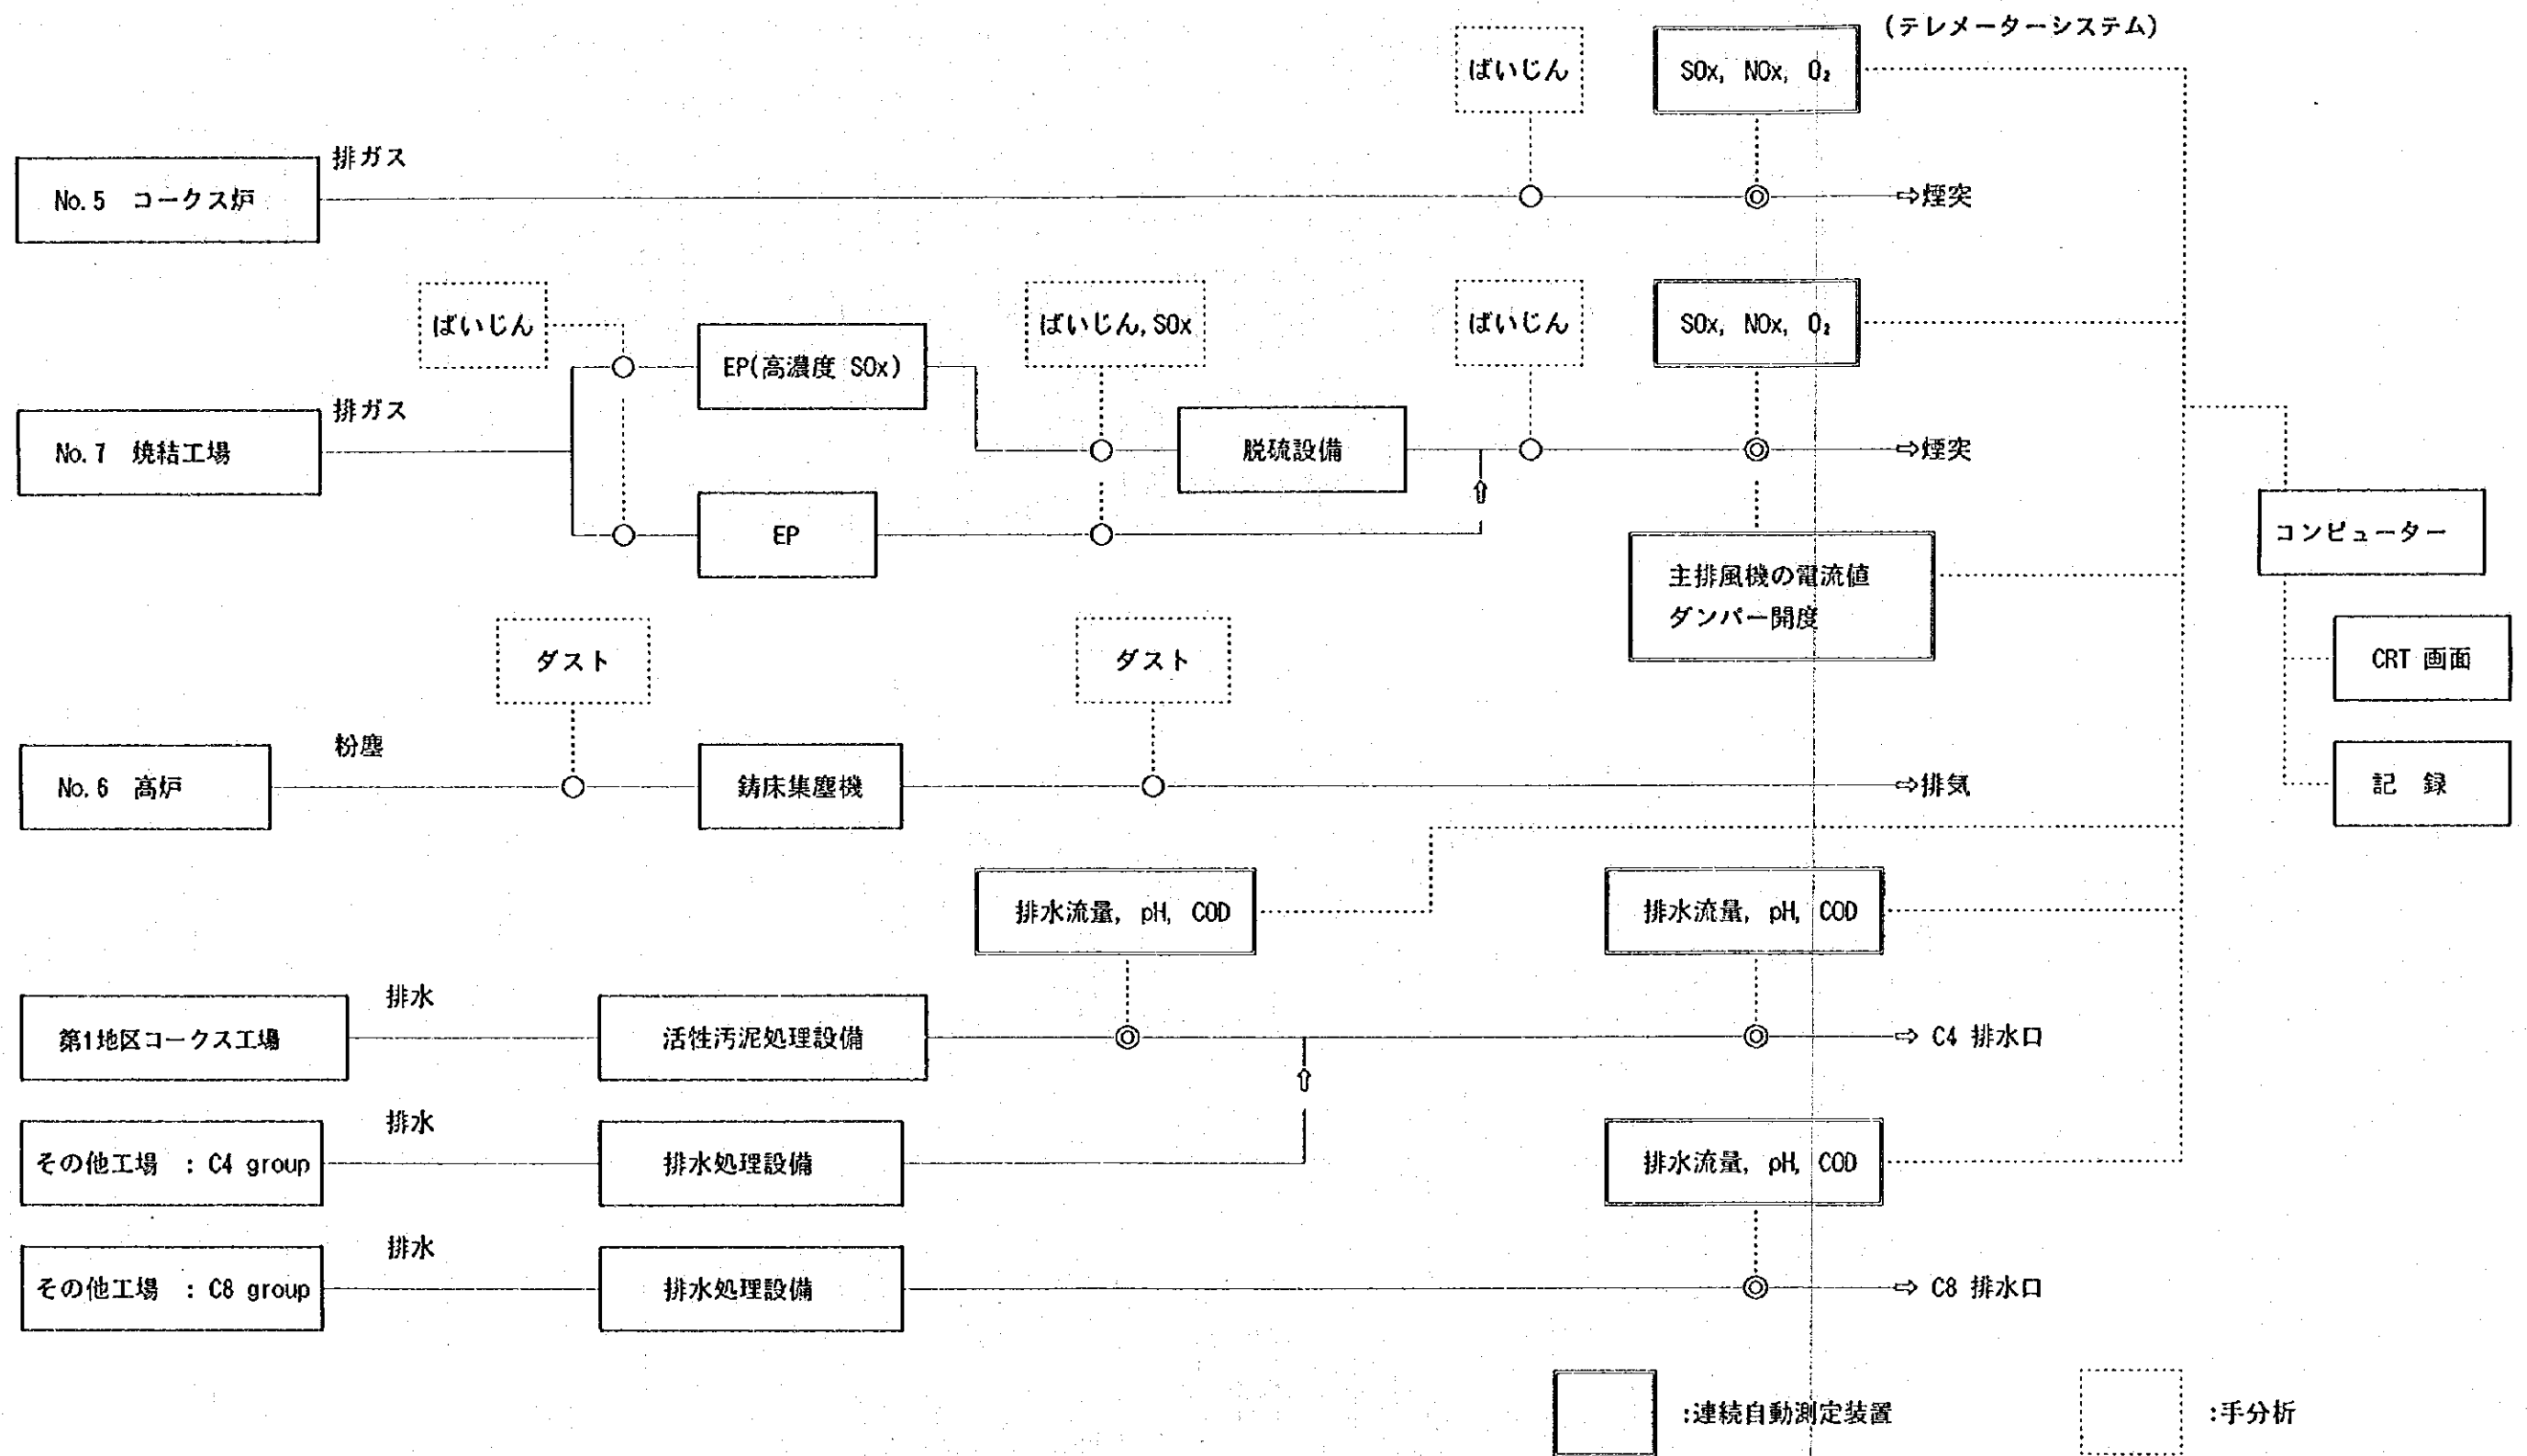 (テレメーターシステム)
ばいじん
SOx, NOx, O₂
排ガス
No.5 コークス炉
⇨煙突
ばいじん
ばいじん, SOx
ばいじん
SOx, NOx, O₂
EP(高濃度 SOx)
排ガス
No.7 焼結工場
脱硫設備
⇨煙突
EP
コンピューター
主排風機の電流値
ダンパー開度
ダスト
ダスト
CRT 画面
粉塵
No.6 高炉
鋳床集塵機
⇨排気
記 録
排水流量, pH, COD
排水流量, pH, COD
排水
第1地区コークス工場
活性汚泥処理設備
⇨ C4 排水口
排水
その他工場 : C4 group
排水処理設備
排水流量, pH, COD
排水
その他工場 : C8 group
排水処理設備
⇨ C8 排水口
:連続自動測定装置
:手分析